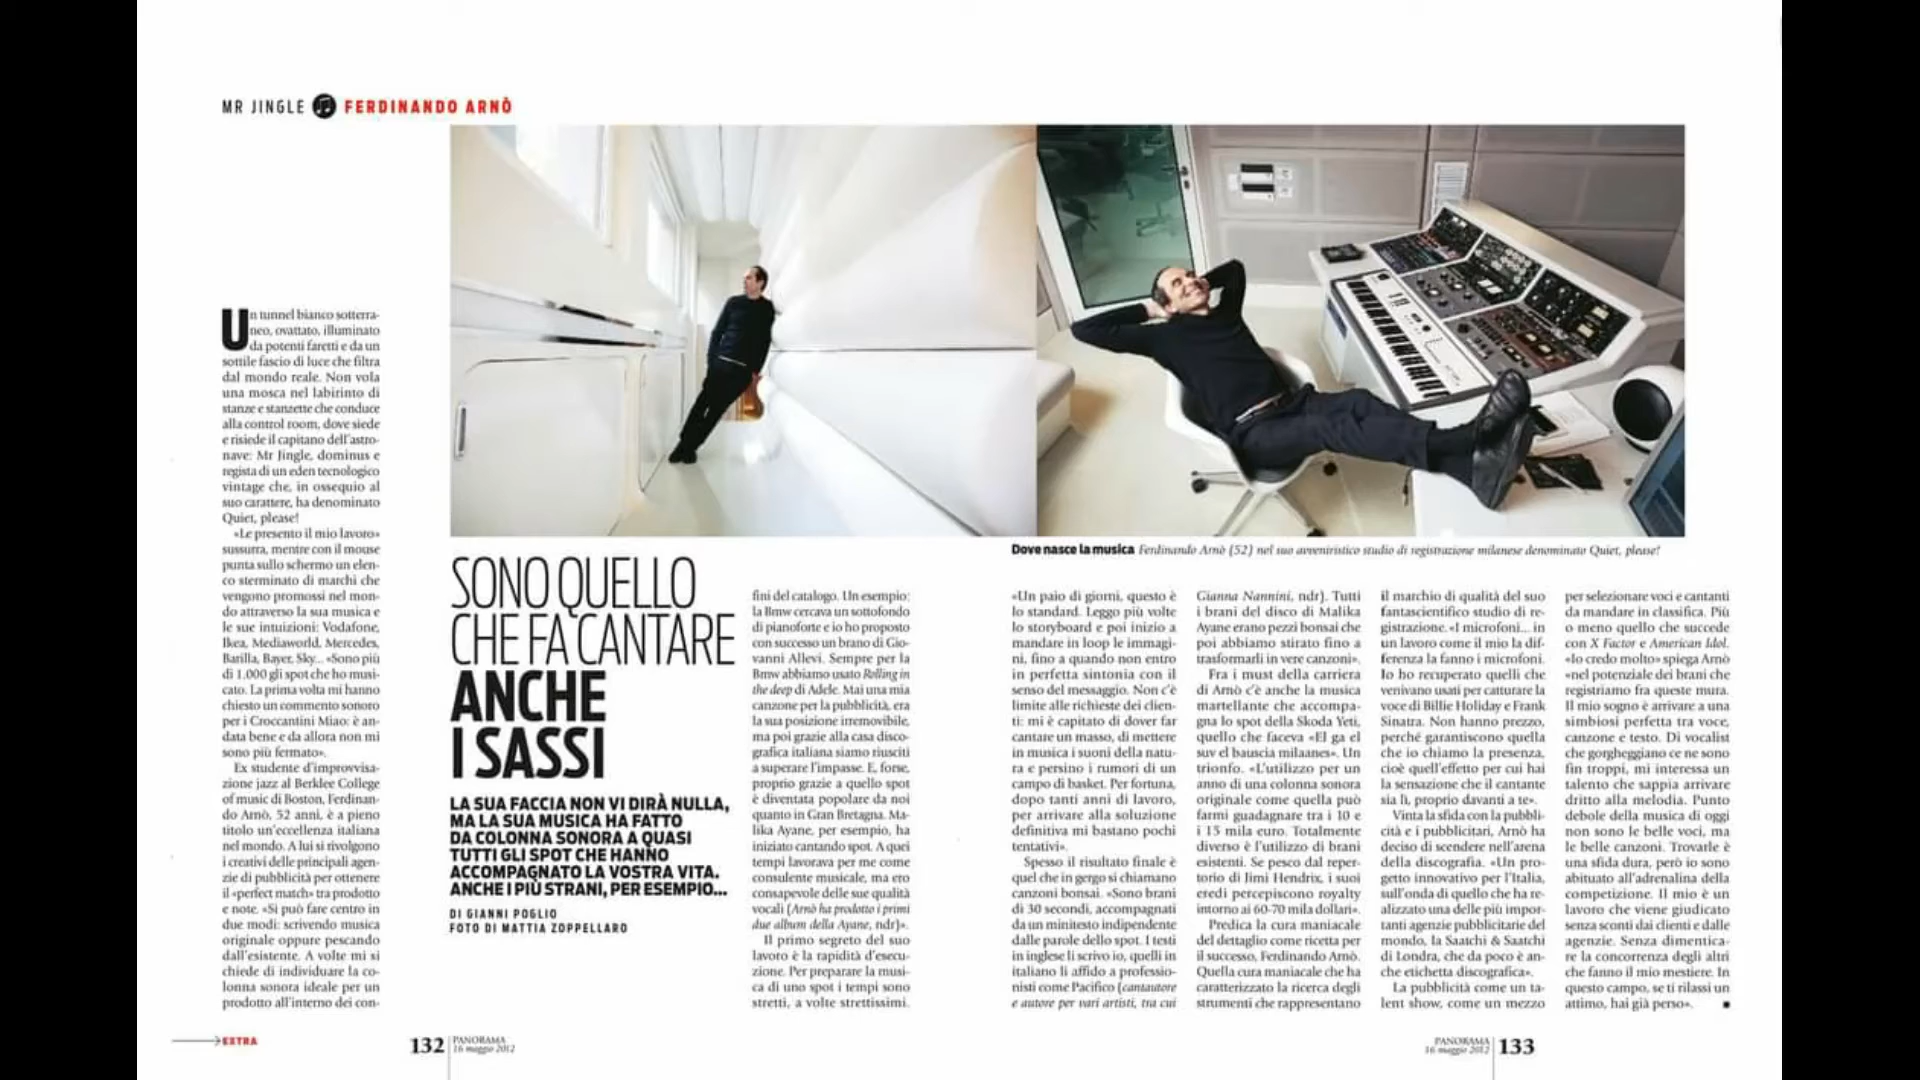 MR JINGLE FERDINANDO ARNÒ
Un tunnel bianco sotterra-
neo, ovattato, illuminato
da potenti faretti e da un
sottile fascio di luce che filtra
dal mondo reale. Non vola
una mosca nel labirinto di
stanze e stanzette che conduce
alla control room, dove siede
e risiede il capitano dell'astro-
nave: Mr Jingle, dominus e
regista di un eden tecnologico
vintage che, in ossequio al
suo carattere, ha denominato
Quiet, please!
«Le presento il mio lavoro»
sussurra, mentre con il mouse
punta sullo schermo un elen-
co sterminato di marchi che
vengono promossi nel mon-
do attraverso la sua musica e
le sue intuizioni: Vodafone,
Ikea, Mediaworld, Mercedes,
Barilla, Bayer, Sky... «Sono più
di 1.000 gli spot che ho musi-
cato. La prima volta mi hanno
chiesto un commento sonoro
per i Croccantini Miao: è an-
data bene e da allora non mi
sono più fermato».
Ex studente d'improvvisa-
zione jazz al Berklee College
of music di Boston, Ferdinan-
do Arnò, 52 anni, è a pieno
titolo un'eccellenza italiana
nel mondo. A lui si rivolgono
i creativi delle principali agen-
zie di pubblicità per ottenere
il «perfect match» tra prodotto
e note. «Si può fare centro in
due modi: scrivendo musica
originale oppure pescando
dall'esistente. A volte mi si
chiede di individuare la co-
lonna sonora ideale per un
prodotto all'interno dei con-
SONO QUELLO
CHE FA CANTARE
ANCHE
I SASSI
LA SUA FACCIA NON VI DIRÀ NULLA,
MA LA SUA MUSICA HA FATTO
DA COLONNA SONORA A QUASI
TUTTI GLI SPOT CHE HANNO
ACCOMPAGNATO LA VOSTRA VITA.
ANCHE I PIÙ STRANI, PER ESEMPIO...
DI GIANNI POGLIO
FOTO DI MATTIA ZOPPELLARO
fini del catalogo. Un esempio:
la Bmw cercava un sottofondo
di pianoforte e io ho proposto
con successo un brano di Gio-
vanni Allevi. Sempre per la
Bmw abbiamo usato Rolling in
the deep di Adele. Mai una mia
canzone per la pubblicità, era
la sua posizione irremovibile,
ma poi grazie alla casa disco-
grafica italiana siamo riusciti
a superare l'impasse. E, forse,
proprio grazie a quello spot
è diventata popolare da noi
quanto in Gran Bretagna. Ma-
lika Ayane, per esempio, ha
iniziato cantando spot. A quei
tempi lavorava per me come
consulente musicale, ma ero
consapevole delle sue qualità
vocali (Arnò ha prodotto i primi
due album della Ayane, ndr)».
Il primo segreto del suo
lavoro è la rapidità d'esecu-
zione. Per preparare la musi-
ca di uno spot i tempi sono
stretti, a volte strettissimi.
Dove nasce la musica Ferdinando Arnò (52) nel suo avveniristico studio di registrazione milanese denominato Quiet, please!
«Un paio di giorni, questo è
lo standard. Leggo più volte
lo storyboard e poi inizio a
mandare in loop le immagi-
ni, fino a quando non entro
in perfetta sintonia con il
senso del messaggio. Non c'è
limite alle richieste dei clien-
ti: mi è capitato di dover far
cantare un masso, di mettere
in musica i suoni della natu-
ra e persino i rumori di un
campo di basket. Per fortuna,
dopo tanti anni di lavoro,
per arrivare alla soluzione
definitiva mi bastano pochi
tentativi».
Spesso il risultato finale è
quel che in gergo si chiamano
canzoni bonsai. «Sono brani
di 30 secondi, accompagnati
da un minitesto indipendente
dalle parole dello spot. I testi
in inglese li scrivo io, quelli in
italiano li affido a professio-
nisti come Pacifico (cantautore
e autore per vari artisti, tra cui
Gianna Nannini, ndr). Tutti
i brani del disco di Malika
Ayane erano pezzi bonsai che
poi abbiamo stirato fino a
trasformarli in vere canzoni».
Fra i must della carriera
di Arnò c'è anche la musica
martellante che accompa-
gna lo spot della Skoda Yeti,
quello che faceva «El ga el
suv el bauscia milaanes». Un
trionfo. «L'utilizzo per un
anno di una colonna sonora
originale come quella può
farmi guadagnare tra i 10 e
i 15 mila euro. Totalmente
diverso è l'utilizzo di brani
esistenti. Se pesco dal reper-
torio di Jimi Hendrix, i suoi
eredi percepiscono royalty
intorno ai 60-70 mila dollari».
Predica la cura maniacale
del dettaglio come ricetta per
il successo, Ferdinando Arnò.
Quella cura maniacale che ha
caratterizzato la ricerca degli
strumenti che rappresentano
il marchio di qualità del suo
fantascientifico studio di re-
gistrazione. «I microfoni... in
un lavoro come il mio la dif-
ferenza la fanno i microfoni.
Io ho recuperato quelli che
venivano usati per catturare la
voce di Billie Holiday e Frank
Sinatra. Non hanno prezzo,
perché garantiscono quella
che io chiamo la presenza,
cioè quell'effetto per cui hai
la sensazione che il cantante
sia lì, proprio davanti a te».
Vinta la sfida con la pubbli-
cità e i pubblicitari, Arnò ha
deciso di scendere nell'arena
della discografia. «Un pro-
getto innovativo per l'Italia,
sull'onda di quello che ha re-
alizzato una delle più impor-
tanti agenzie pubblicitarie del
mondo, la Saatchi & Saatchi
di Londra, che da poco è an-
che etichetta discografica».
La pubblicità come un ta-
lent show, come un mezzo
per selezionare voci e cantanti
da mandare in classifica. Più
o meno quello che succede
con X Factor e American Idol.
«Io credo molto» spiega Arnò
«nel potenziale dei brani che
registriamo fra queste mura.
Il mio sogno è arrivare a una
simbiosi perfetta tra voce,
canzone e testo. Di vocalist
che gorgheggiano ce ne sono
fin troppi, mi interessa un
talento che sappia arrivare
dritto alla melodia. Punto
debole della musica di oggi
non sono le belle voci, ma
le belle canzoni. Trovarle è
una sfida dura, però io sono
abituato all'adrenalina della
competizione. Il mio è un
lavoro che viene giudicato
senza sconti dai clienti e dalle
agenzie. Senza dimentica-
re la concorrenza degli altri
che fanno il mio mestiere. In
questo campo, se ti rilassi un
attimo, hai già perso».
EXTRA
132 PANORAMA
16 maggio 2012
PANORAMA 133
16 maggio 2012